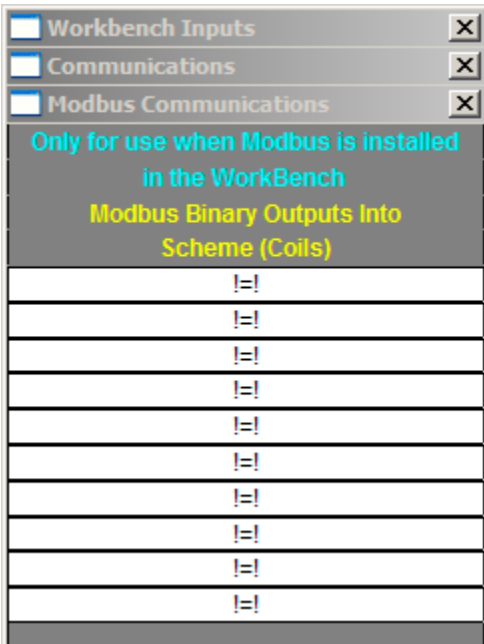 Workbench Inputs
Communications
Modbus Communications
Only for use when Modbus is installed
in the WorkBench
Modbus Binary Outputs Into
Scheme (Coils)
!=!
!=!
!=!
!=!
!=!
!=!
!=!
!=!
!=!
!=!